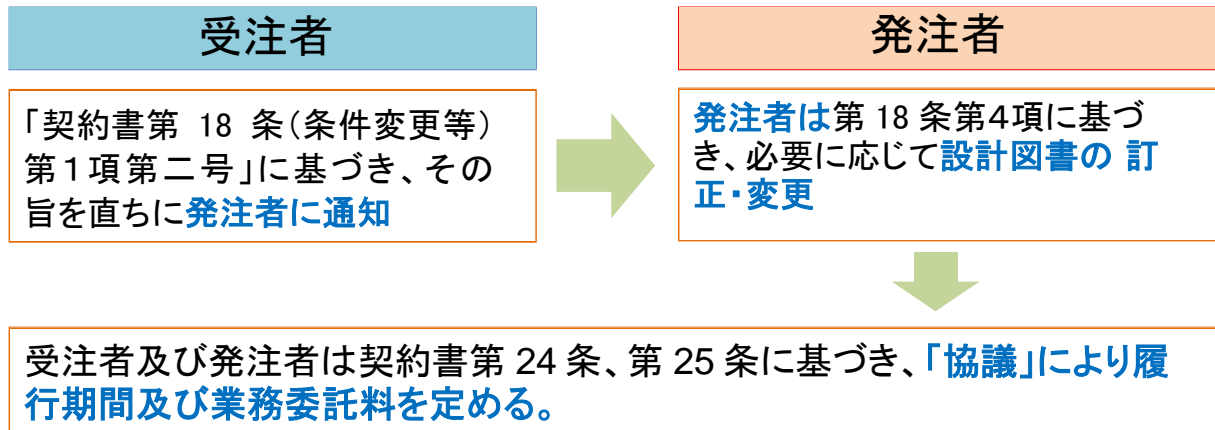 受注者
「契約書第 18 条(条件変更等)
第1項第二号」に基づき、その
旨を直ちに発注者に通知
発注者
発注者は第 18 条第4項に基づ
き、必要に応じて設計図書の 訂
正・変更
受注者及び発注者は契約書第 24 条、第 25 条に基づき、「協議」により履
行期間及び業務委託料を定める。